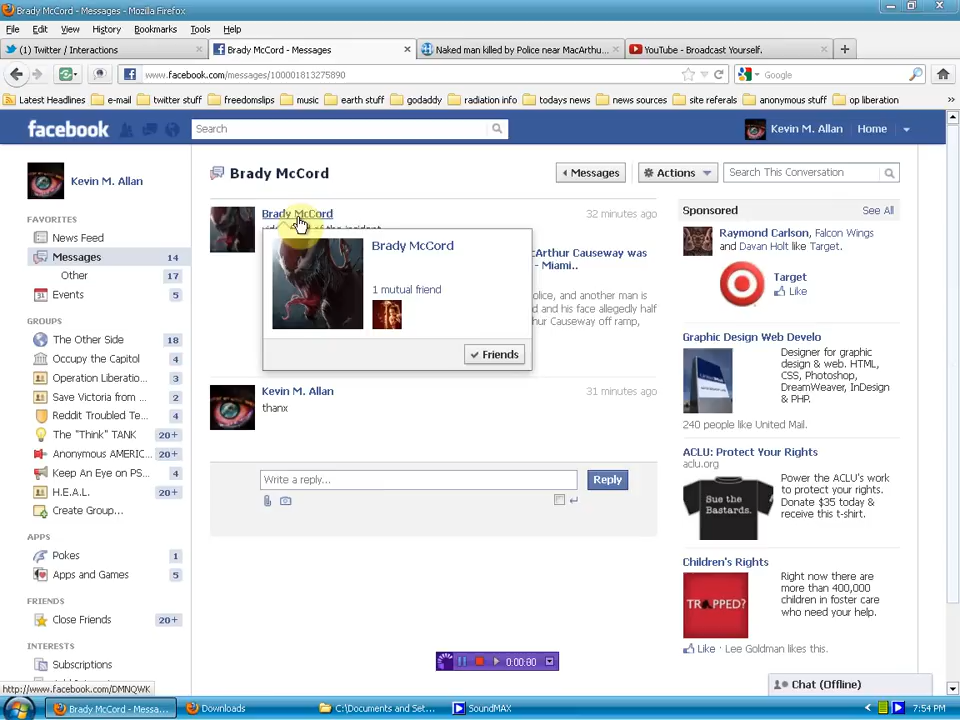 Brady McCord - Messages - Mozilla Firefox
File Edit View History Bookmarks Tools Help
(1) Twitter / Interactions
Brady McCord - Messages
Naked man killed by Police near MacArthu...
YouTube - Broadcast Yourself.
www.facebook.com/messages/100001813275890
Google
Latest Headlines e-mail twitter stuff freedomslips music earth stuff godaddy radiation info todays news news sources site referals anonymous stuff op liberation
facebook
Search
Kevin M. Allan Home
Kevin M. Allan
FAVORITES
News Feed
Messages 14
Other 17
Events 5
GROUPS
The Other Side 18
Occupy the Capitol 4
Operation Liberatio... 3
Save Victoria from ... 2
Reddit Troubled Te... 4
The "Think" TANK 20+
Anonymous AMERIC... 20+
Keep An Eye on PS... 4
H.E.A.L. 20+
Create Group...
APPS
Pokes 1
Apps and Games 5
FRIENDS
Close Friends 20+
INTERESTS
Subscriptions
http://www.facebook.com/DMNQWK
Brady McCord
Messages
Actions
Search This Conversation
Brady McCord
32 minutes ago
of the incident
Brady McCord
1 mutual friend
Friends
Arthur Causeway was
- Miami..
lice, and another man is
d and his face allegedly half
hur Causeway off ramp,
Kevin M. Allan
31 minutes ago
thanx
Write a reply...
Reply
0:00:00
Sponsored See All
Raymond Carlson, Falcon Wings
and Davan Holt like Target.
Target
Like
Graphic Design Web Develo
Designer for graphic
design & web. HTML,
CSS, Photoshop,
DreamWeaver, InDesign
& PHP.
240 people like United Mail.
ACLU: Protect Your Rights
aclu.org
Sue the
Bastards.
Power the ACLU's work
to protect your rights.
Donate $35 today &
receive this t-shirt.
Children's Rights
TRAPPED?
Right now there are
more than 400,000
children in foster care
who need your help.
Like · Lee Goldman likes this.
Chat (Offline)
Brady McCord - Messa...
Downloads
C:\Documents and Set...
SoundMAX
7:54 PM